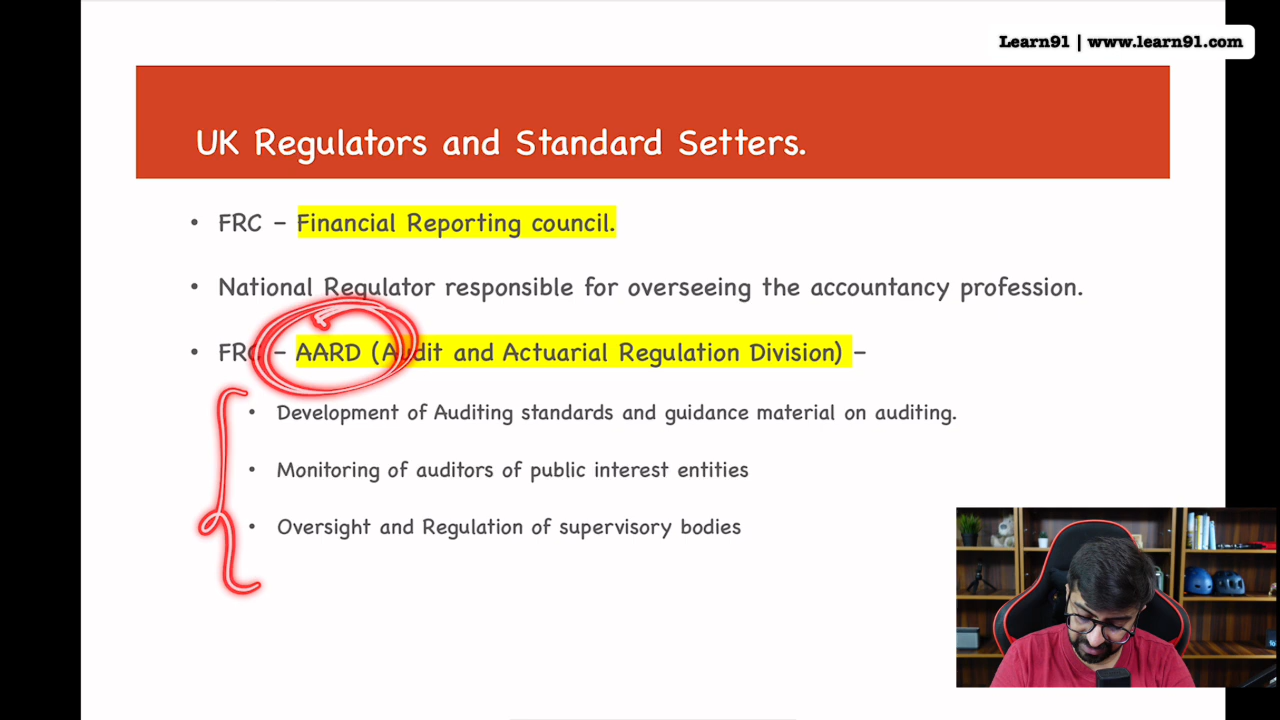 Learn91 | www.learn91.com
UK Regulators and Standard Setters.
• FRC – Financial Reporting council.
• National Regulator responsible for overseeing the accountancy profession.
• FRC – AARD (Audit and Actuarial Regulation Division) –
• Development of Auditing standards and guidance material on auditing.
• Monitoring of auditors of public interest entities
• Oversight and Regulation of supervisory bodies